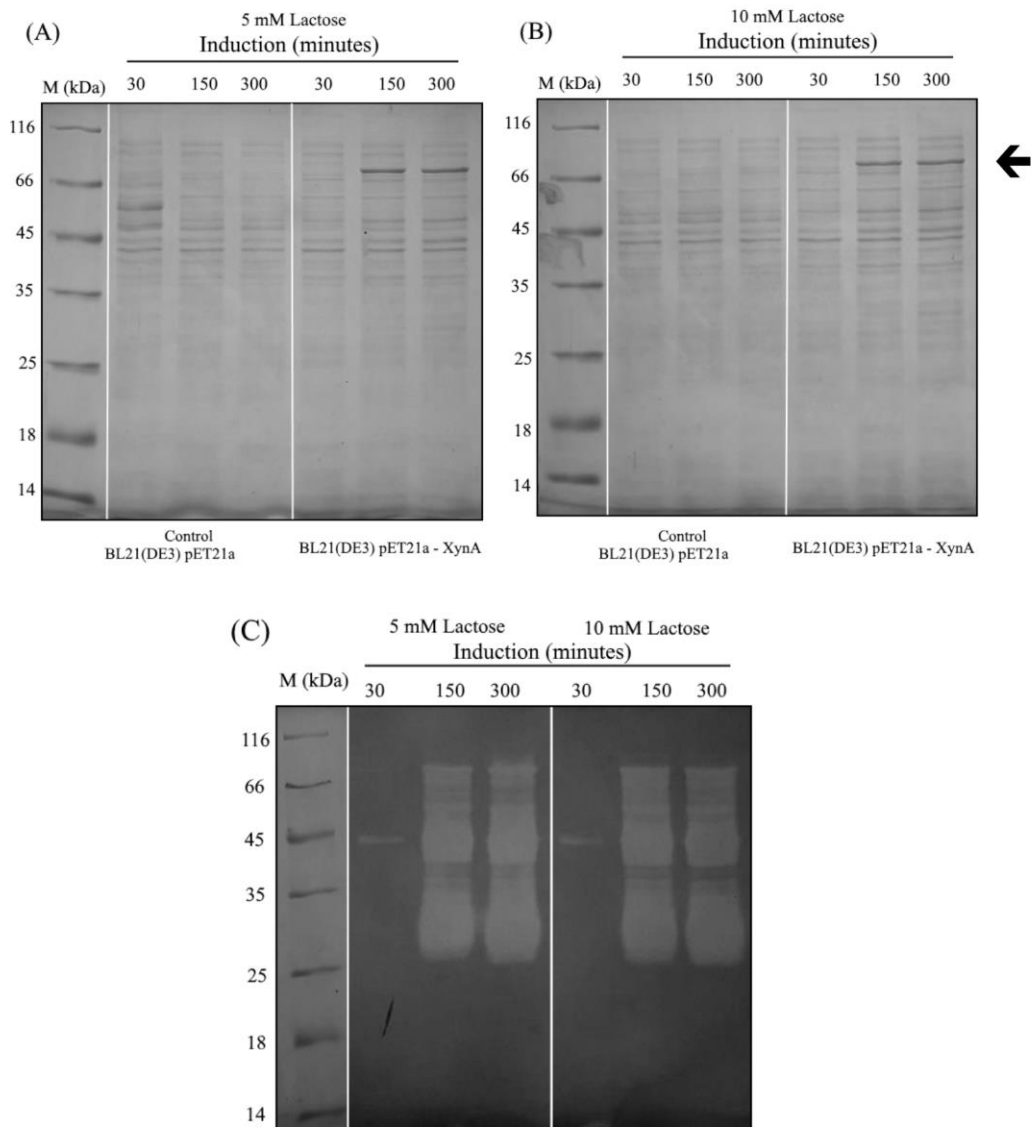 (A)
5 mM Lactose
Induction (minutes)
M (kDa)
30 150 300 30 150 300
116
66
45
35
25
18
14
Control
BL21(DE3) pET21a
BL21(DE3) pET21a - XynA
(B)
10 mM Lactose
Induction (minutes)
M (kDa)
30 150 300 30 150 300
116
66
45
35
25
18
14
Control
BL21(DE3) pET21a
BL21(DE3) pET21a - XynA
(C)
5 mM Lactose 10 mM Lactose
Induction (minutes)
M (kDa)
30 150 300 30 150 300
116
66
45
35
25
18
14